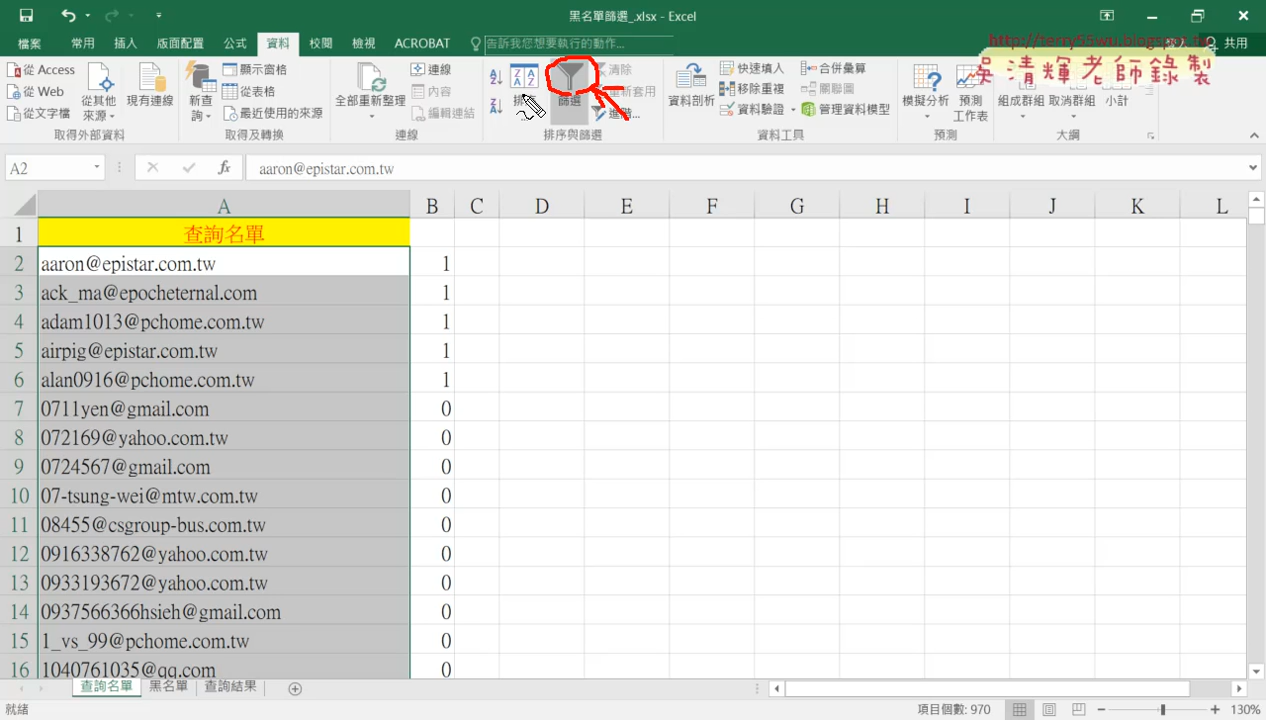 黑名單篩選_.xlsx - Excel
檔案 常用 插入 版面配置 公式 資料 校閱 檢視 ACROBAT 告訴我您想要執行的動作... 共用
http://terry55wu.blogspot.tw
吳清輝老師錄製
從 Access
從 Web
從文字檔
從其他來源
現有連線
取得外部資料
新查詢
顯示窗格
從表格
最近使用的來源
取得及轉換
全部重新整理
連線
內容
編輯連結
連線
篩選
清除
重新套用
進階...
排序與篩選
資料剖析
快速填入
移除重複
資料驗證
合併彙算
關聯圖
管理資料模型
資料工具
模擬分析
預測工作表
預測
組成群組
取消群組
小計
大綱
A2 fx aaron@epistar.com.tw
A B C D E F G H I J K L
1 查詢名單
2 aaron@epistar.com.tw 1
3 ack_ma@epocheternal.com 1
4 adam1013@pchome.com.tw 1
5 airpig@epistar.com.tw 1
6 alan0916@pchome.com.tw 1
7 0711yen@gmail.com 0
8 072169@yahoo.com.tw 0
9 0724567@gmail.com 0
10 07-tsung-wei@mtw.com.tw 0
11 08455@csgroup-bus.com.tw 0
12 0916338762@yahoo.com.tw 0
13 0933193672@yahoo.com.tw 0
14 0937566366hsieh@gmail.com 0
15 1_vs_99@pchome.com.tw 0
16 1040761035@qq.com 0
查詢名單 黑名單 查詢結果
就緒 項目個數: 970 130%